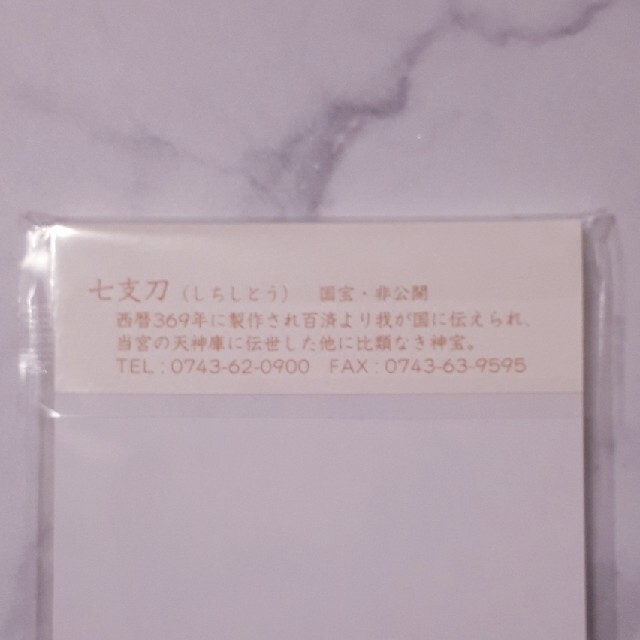 七支刀（しちしとう）　国宝・非公開
西暦369年に製作され百済より我が国に伝えられ、
当宮の天神庫に伝世した他に比類なき神宝。
TEL：0743-62-0900　FAX：0743-63-9595